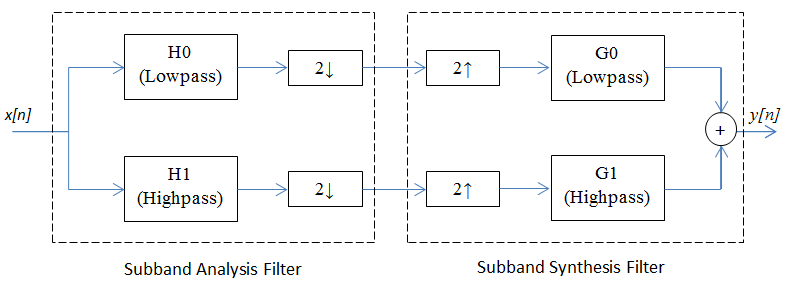 H0
(Lowpass)
2↓
2↑
G0
(Lowpass)
x[n]
+
y[n]
H1
(Highpass)
2↓
2↑
G1
(Highpass)
Subband Analysis Filter
Subband Synthesis Filter